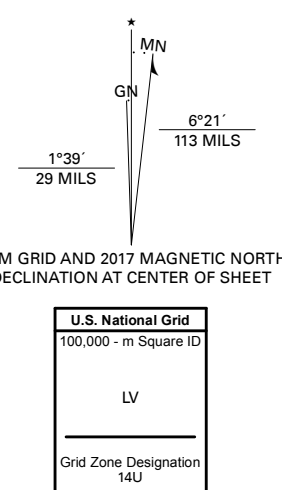 ★
MN
GN
6°21´
113 MILS
1°39´
29 MILS
M GRID AND 2017 MAGNETIC NORTH
DECLINATION AT CENTER OF SHEET
U.S. National Grid
100,000 - m Square ID
LV
Grid Zone Designation
14U